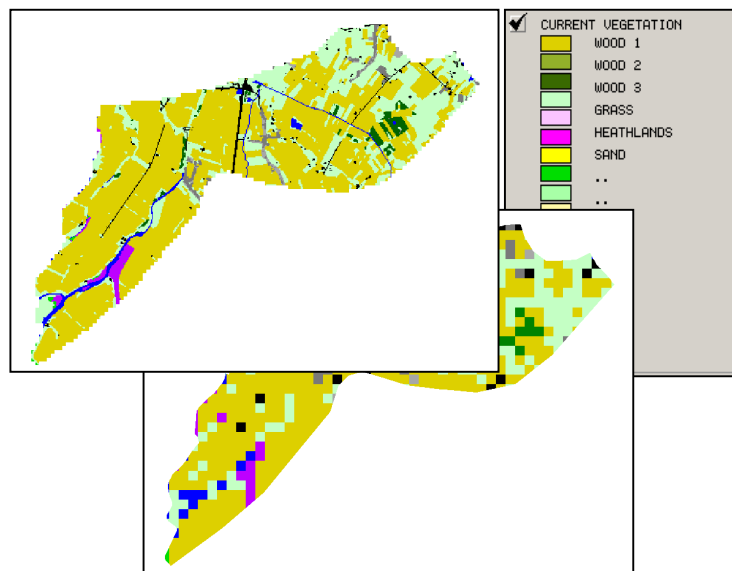 CURRENT VEGETATION
WOOD 1
WOOD 2
WOOD 3
GRASS
HEATHLANDS
SAND
..
..